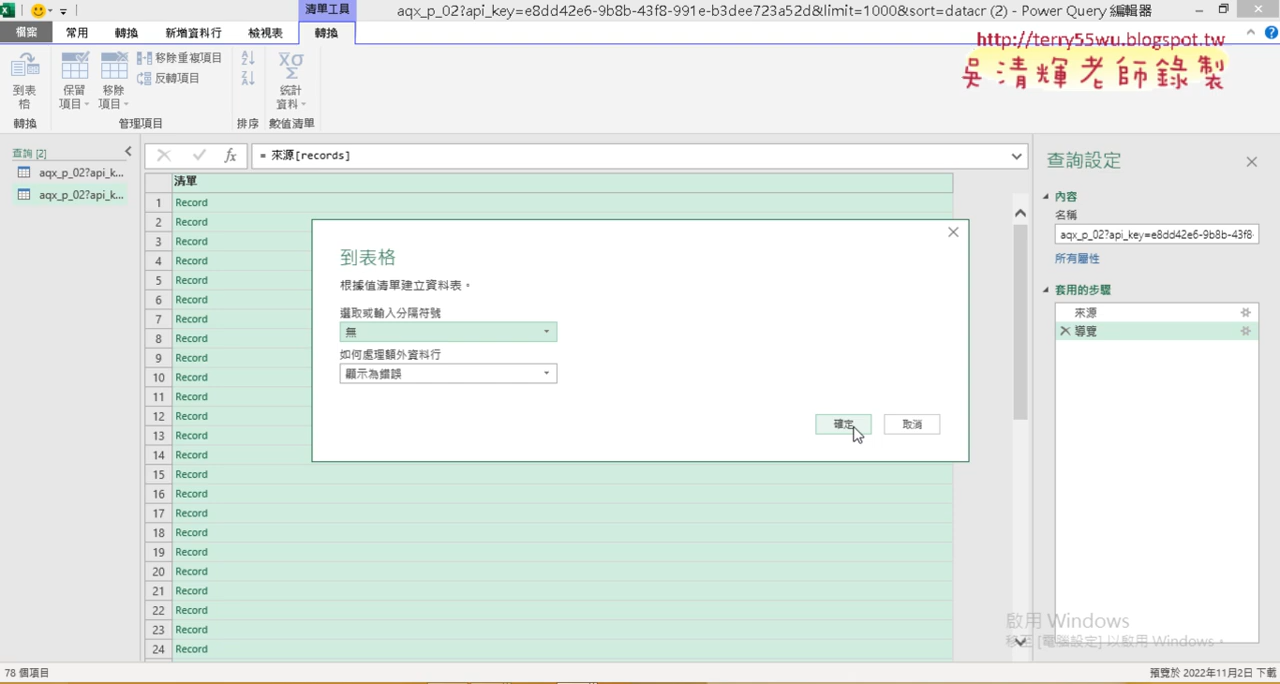 清單工具
aqx_p_02?api_key=e8dd42e6-9b8b-43f8-991e-b3dee723a52d&limit=1000&sort=datacr (2) - Power Query 編輯器
檔案
常用
轉換
新增資料行
檢視表
轉換
http://terry55wu.blogspot.tw
吳清輝老師錄製
到表格
保留項目
移除項目
移除重複項目
反轉項目
統計資料
轉換
管理項目
排序
數值清單
查詢 [2]
aqx_p_02?api_k...
aqx_p_02?api_k...
fx
= 來源[records]
清單
1 Record
2 Record
3 Record
4 Record
5 Record
6 Record
7 Record
8 Record
9 Record
10 Record
11 Record
12 Record
13 Record
14 Record
15 Record
16 Record
17 Record
18 Record
19 Record
20 Record
21 Record
22 Record
23 Record
24 Record
到表格
根據值清單建立資料表。
選取或輸入分隔符號
無
如何處理額外資料行
顯示為錯誤
確定
取消
查詢設定
內容
名稱
aqx_p_02?api_key=e8dd42e6-9b8b-43f8-
所有屬性
套用的步驟
來源
導覽
啟用 Windows
移至 [電腦設定] 以啟用 Windows。
78 個項目
預覽於 2022年11月2日 下載